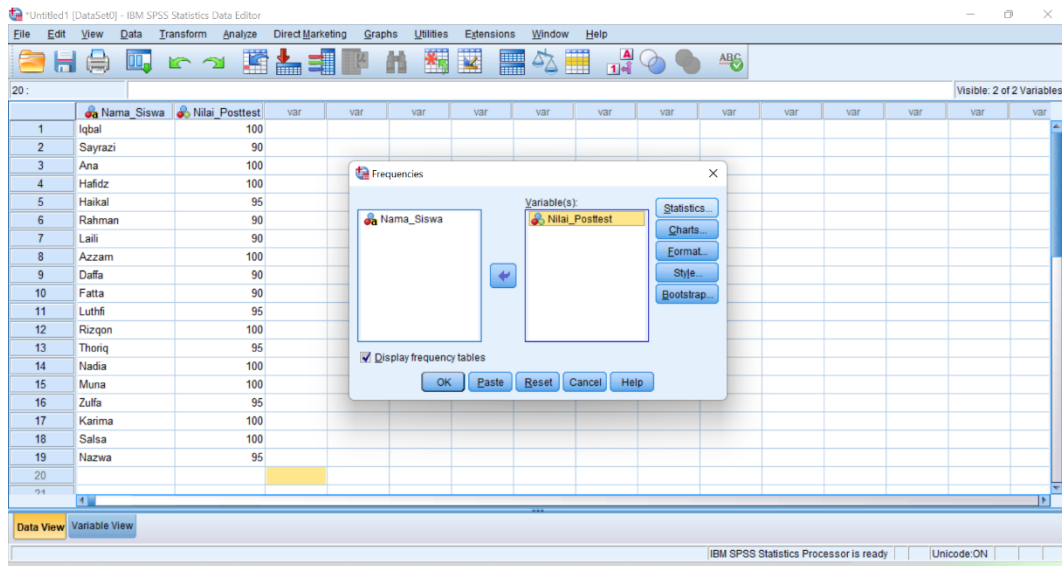 *Untitled1 [DataSet0] - IBM SPSS Statistics Data Editor
File Edit View Data Transform Analyze Direct Marketing Graphs Utilities Extensions Window Help
20 :
Visible: 2 of 2 Variables
Nama_Siswa Nilai_Posttest var var var var var var var var var var var var var
1 Iqbal 100
2 Sayrazi 90
3 Ana 100
4 Hafidz 100
5 Haikal 95
6 Rahman 90
7 Laili 90
8 Azzam 100
9 Daffa 90
10 Fatta 90
11 Luthfi 95
12 Rizqon 100
13 Thoriq 95
14 Nadia 100
15 Muna 100
16 Zulfa 95
17 Karima 100
18 Salsa 100
19 Nazwa 95
20
21
Frequencies
Variable(s):
Nama_Siswa
Nilai_Posttest
Statistics...
Charts...
Format...
Style...
Bootstrap...
Display frequency tables
OK Paste Reset Cancel Help
Data View Variable View
IBM SPSS Statistics Processor is ready Unicode:ON